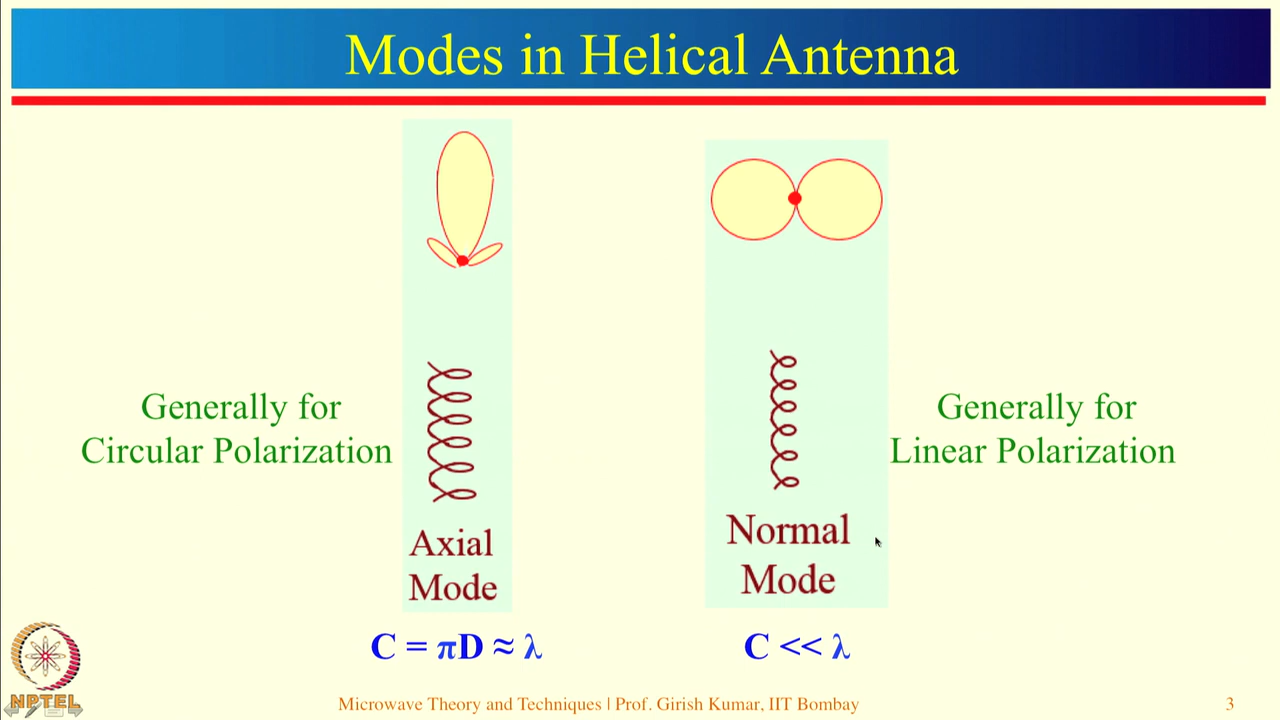 Modes in Helical Antenna
Generally for
Circular Polarization
Axial
Mode
C = πD ≈ λ
Normal
Mode
C << λ
Generally for
Linear Polarization
NPTEL
Microwave Theory and Techniques | Prof. Girish Kumar, IIT Bombay
3